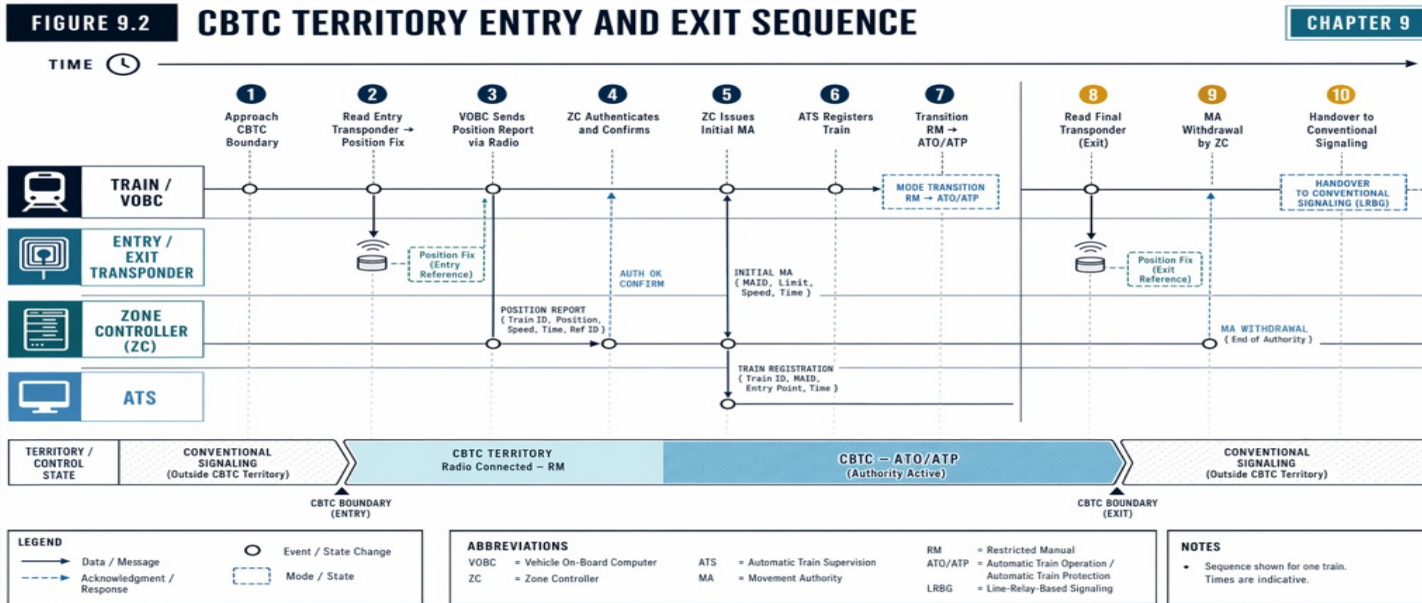 FIGURE 9.2
CBTC TERRITORY ENTRY AND EXIT SEQUENCE
CHAPTER 9
TIME
1
Approach
CBTC
Boundary
2
Read Entry
Transponder →
Position Fix
3
VOBC Sends
Position Report
via Radio
4
ZC Authenticates
and Confirms
5
ZC Issues
Initial MA
6
ATS Registers
Train
7
Transition
RM →
ATO/ATP
8
Read Final
Transponder
(Exit)
9
MA
Withdrawal
by ZC
10
Handover to
Conventional
Signaling
TRAIN /
VOBC
MODE TRANSITION
RM → ATO/ATP
HANDOVER
TO CONVENTIONAL
SIGNALING (LRBG)
ENTRY /
EXIT
TRANSPONDER
Position Fix
(Entry
Reference)
AUTH OK
CONFIRM
INITIAL MA
{ MAID, Limit,
Speed, Time }
Position Fix
(Exit
Reference)
ZONE
CONTROLLER
(ZC)
POSITION REPORT
{ Train ID, Position,
Speed, Time, Ref ID }
MA WITHDRAWAL
{ End of Authority }
ATS
TRAIN REGISTRATION
{ Train ID, MAID,
Entry Point, Time }
TERRITORY /
CONTROL
STATE
CONVENTIONAL
SIGNALING
(Outside CBTC Territory)
CBTC TERRITORY
Radio Connected – RM
CBTC – ATO/ATP
(Authority Active)
CONVENTIONAL
SIGNALING
(Outside CBTC Territory)
CBTC BOUNDARY
(ENTRY)
CBTC BOUNDARY
(EXIT)
LEGEND
Data / Message
Acknowledgment /
Response
Event / State Change
Mode / State
ABBREVIATIONS
VOBC = Vehicle On-Board Computer
ZC = Zone Controller
ATS = Automatic Train Supervision
MA = Movement Authority
RM = Restricted Manual
ATO/ATP = Automatic Train Operation /
Automatic Train Protection
LRBG = Line-Relay-Based Signaling
NOTES
• Sequence shown for one train.
Times are indicative.